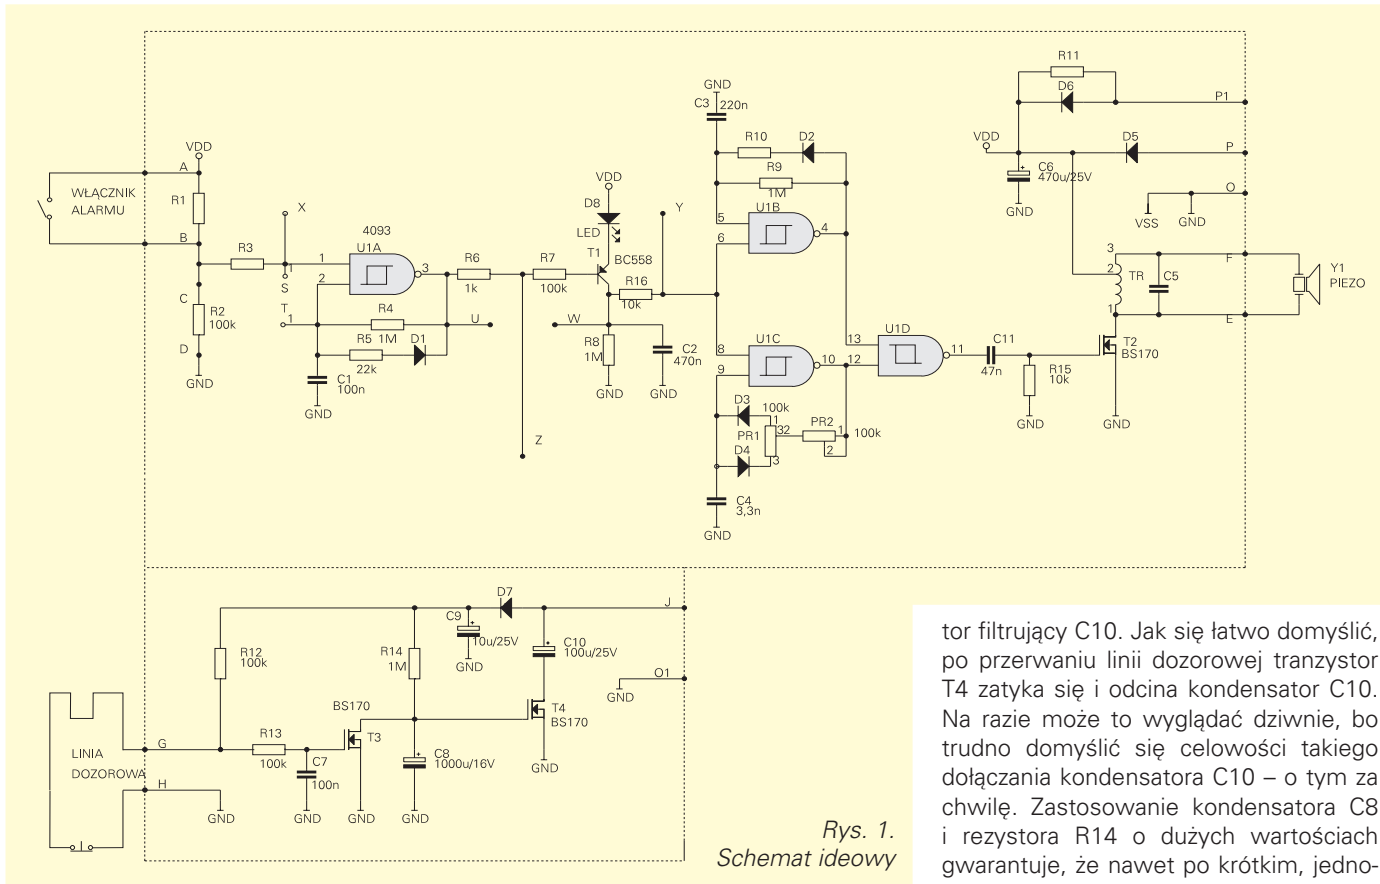 GND
C3 220n
R10
D2
R9
1M
U1B
5
6
4
R11
D6
P1
VDD
D5
P
C6
470u/25V
GND
O
VSS
GND
VDD
A
WŁĄCZNIK
ALARMU
R1
B
X
R3
4093
U1A
1
2
3
S
T
1
C
R2
100k
D
GND
R4
1M
R5
D1
22k
C1
100n
GND
U
R6
1k
R7
100k
Z
VDD
D8
LED
T1
BC558
R16
10k
Y
W
R8
1M
GND
C2
470n
GND
U1C
8
9
10
D3
100k
1
PR1
32
3
D4
PR2
1
2
100k
C4
3,3n
GND
13
12
U1D
11
C11
47n
R15
10k
GND
3
2
1
TR
C5
F
E
Y1
PIEZO
T2
BS170
GND
D7
J
C9
10u/25V
GND
C10
100u/25V
R12
100k
R14
1M
O1
GND
BS170
T3
T4
BS170
GND
LINIA
DOZOROWA
G
H
R13
100k
C7
100n
C8
1000u/16V
GND
GND
GND
GND
Rys. 1.
Schemat ideowy
tor filtrujący C10. Jak się łatwo domyślić,
po przerwaniu linii dozorowej tranzystor
T4 zatyka się i odcina kondensator C10.
Na razie może to wyglądać dziwnie, bo
trudno domyślić się celowości takiego
dołączania kondensatora C10 – o tym za
chwilę. Zastosowanie kondensatora C8
i rezystora R14 o dużych wartościach
gwarantuje, że nawet po krótkim, jedno-